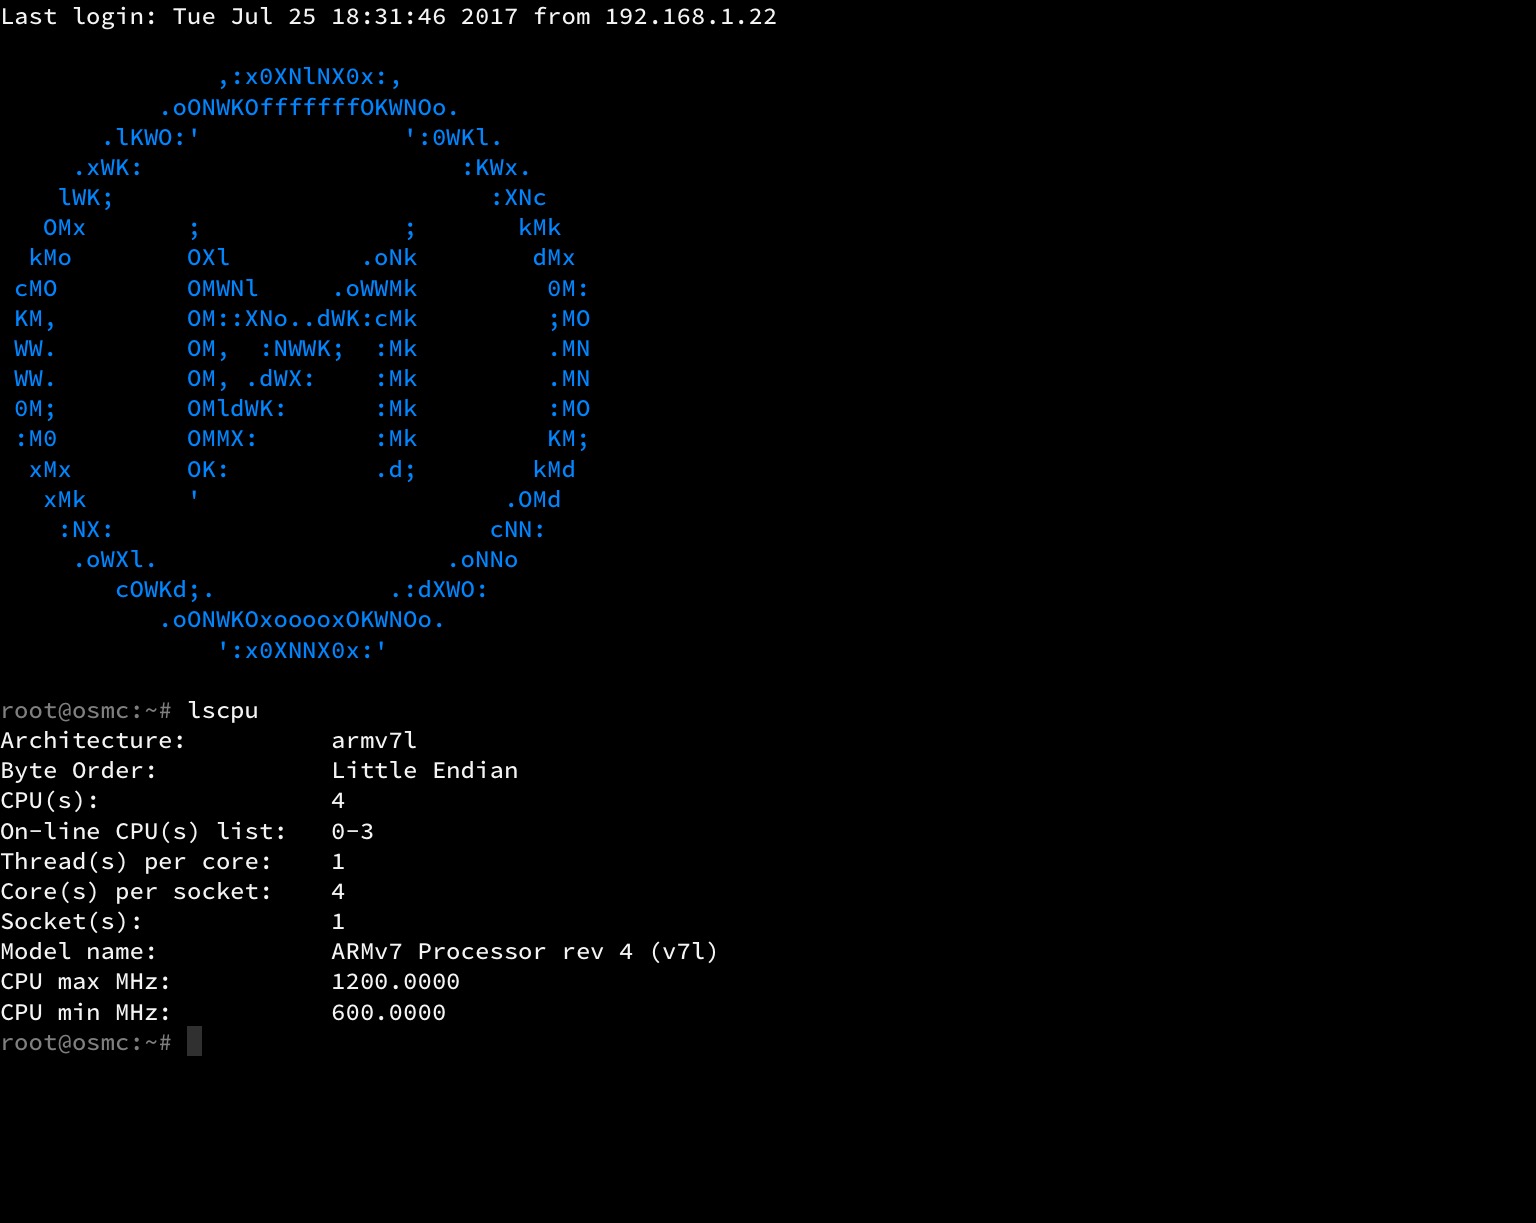 Last login: Tue Jul 25 18:31:46 2017 from 192.168.1.22
               ,:x0XNlNX0x:,
           .oONWKOfffffffOKWNOo.
       .lKWO:'              ':0WKl.
     .xWK:                      :KWx.
    lWK;                          :XNc
   OMx       ;              ;       kMk
  kMo        OXl         .oNk        dMx
 cMO         OMWNl     .oWWMk         0M:
 KM,         OM::XNo..dWK:cMk         ;MO
 WW.         OM,  :NWWK;  :Mk         .MN
 WW.         OM, .dWX:    :Mk         .MN
 0M;         OMldWK:      :Mk         :MO
 :M0         OMMX:        :Mk         KM;
  xMx        OK:          .d;        kMd
   xMk       '                     .OMd
    :NX:                          cNN:
     .oWXl.                    .oNNo
        cOWKd;.            .:dXWO:
           .oONWKOxooooxOKWNOo.
               ':x0XNNX0x:'
root@osmc:~# lscpu
Architecture:          armv7l
Byte Order:            Little Endian
CPU(s):                4
On-line CPU(s) list:   0-3
Thread(s) per core:    1
Core(s) per socket:    4
Socket(s):             1
Model name:            ARMv7 Processor rev 4 (v7l)
CPU max MHz:           1200.0000
CPU min MHz:           600.0000
root@osmc:~#